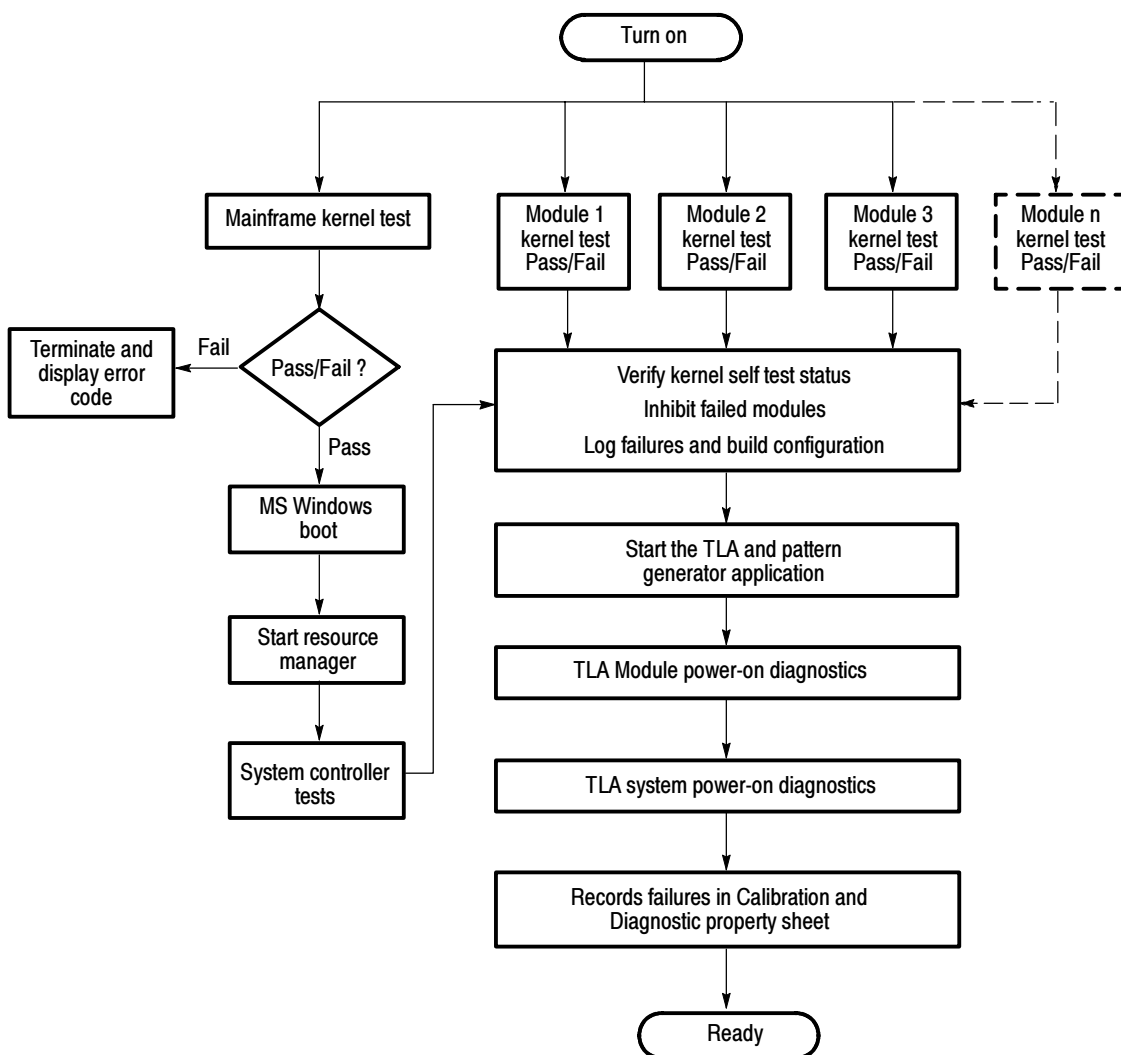 Turn on
Mainframe kernel test
Module 1
kernel test
Pass/Fail
Module 2
kernel test
Pass/Fail
Module 3
kernel test
Pass/Fail
Module n
kernel test
Pass/Fail
Terminate and
display error
code
Fail
Pass/Fail ?
Pass
Verify kernel self test status
Inhibit failed modules
Log failures and build configuration
MS Windows
boot
Start the TLA and pattern
generator application
Start resource
manager
TLA Module power-on diagnostics
System controller
tests
TLA system power-on diagnostics
Records failures in Calibration and
Diagnostic property sheet
Ready